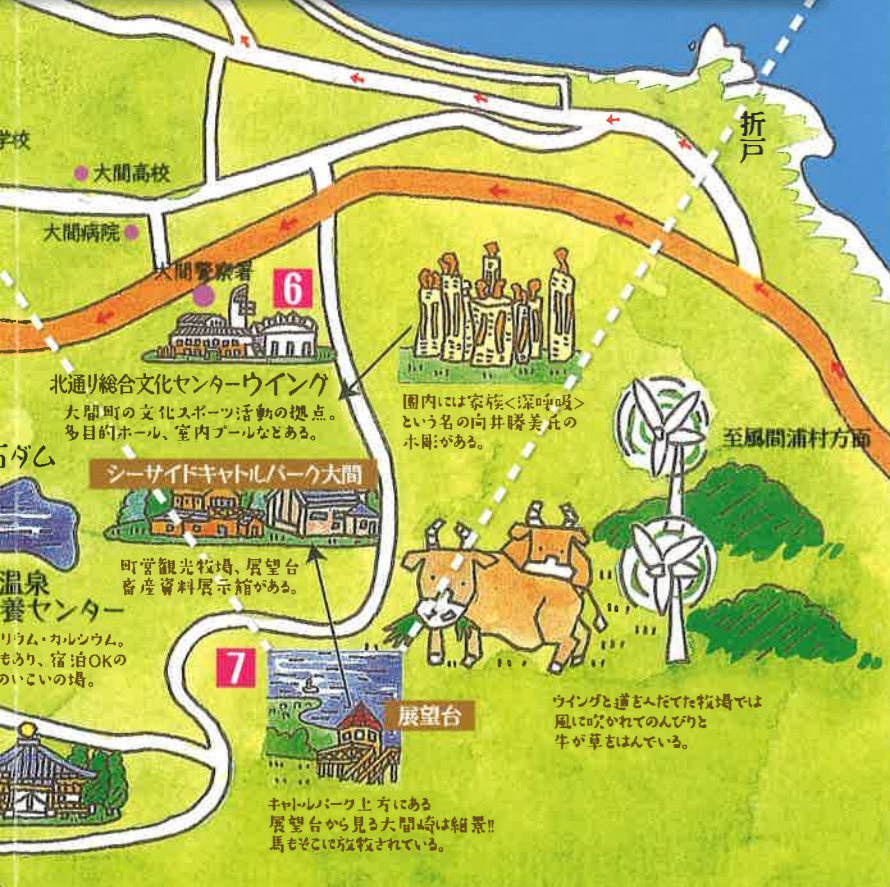 学校
折戸
大間高校
大間病院
大間警察署
6
北通り総合文化センターウイング
大間町の文化スポーツ活動の拠点。
多目的ホール、室内プールなどある。
園内には家族<深呼吸>
という名の向井勝美氏の
木彫がある。
至風間浦村方面
石ダム
シーサイドキャトルパーク大間
町営観光牧場、展望台
畜産資料展示館がある。
温泉
養センター
リウム・カルシウム。
もあり、宿泊OKの
のいこいの場。
7
展望台
ウイングと道をへだてた牧場では
風に吹かれてのんびりと
牛が草をはんでいる。
キャトルパーク上方にある
展望台から見る大間崎は絶景!!
馬もそこに放牧されている。